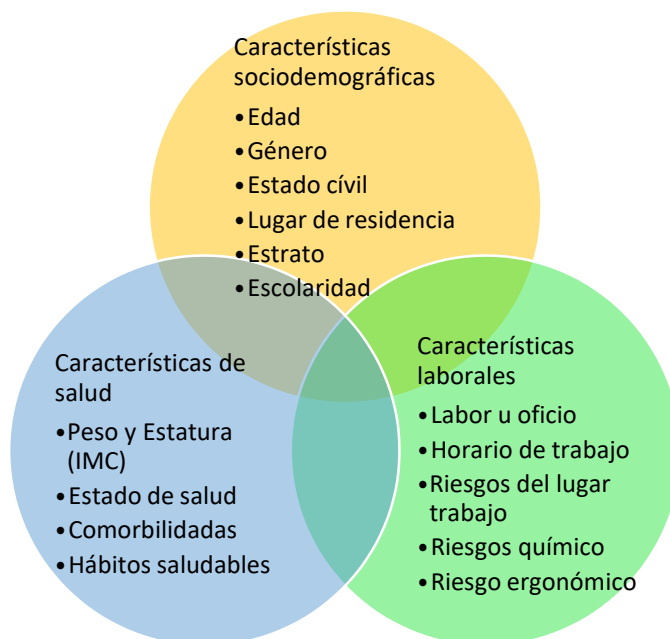 Características
sociodemográficas
•Edad
•Género
•Estado cívil
•Lugar de residencia
•Estrato
•Escolaridad
Características de
salud
•Peso y Estatura
(IMC)
•Estado de salud
•Comorbilidadas
•Hábitos saludables
Características
laborales
•Labor u oficio
•Horario de trabajo
•Riesgos del lugar
trabajo
•Riesgos químico
•Riesgo ergonómico